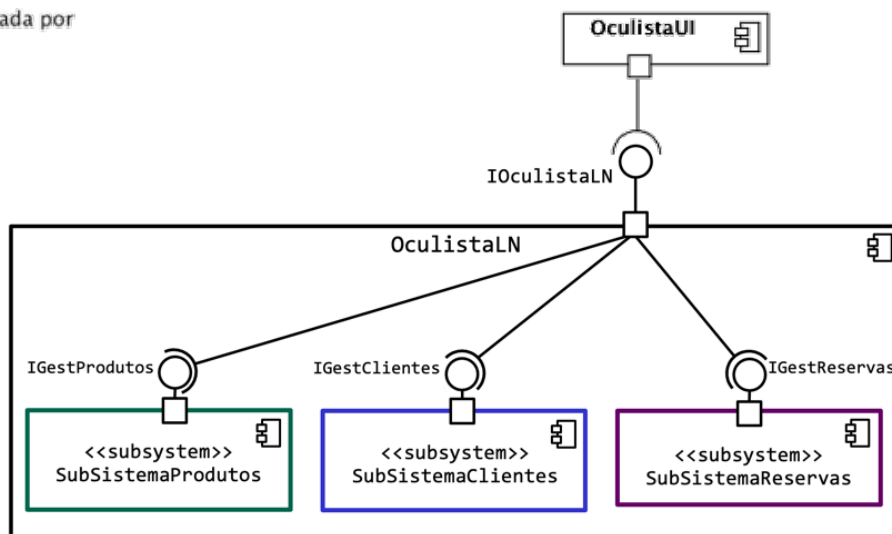 ada por
OculistaUI
IOculistaLN
OculistaLN
IGestProdutos
IGestClientes
IGestReservas
<<subsystem>>
SubSistemaProdutos
<<subsystem>>
SubSistemaClientes
<<subsystem>>
SubSistemaReservas